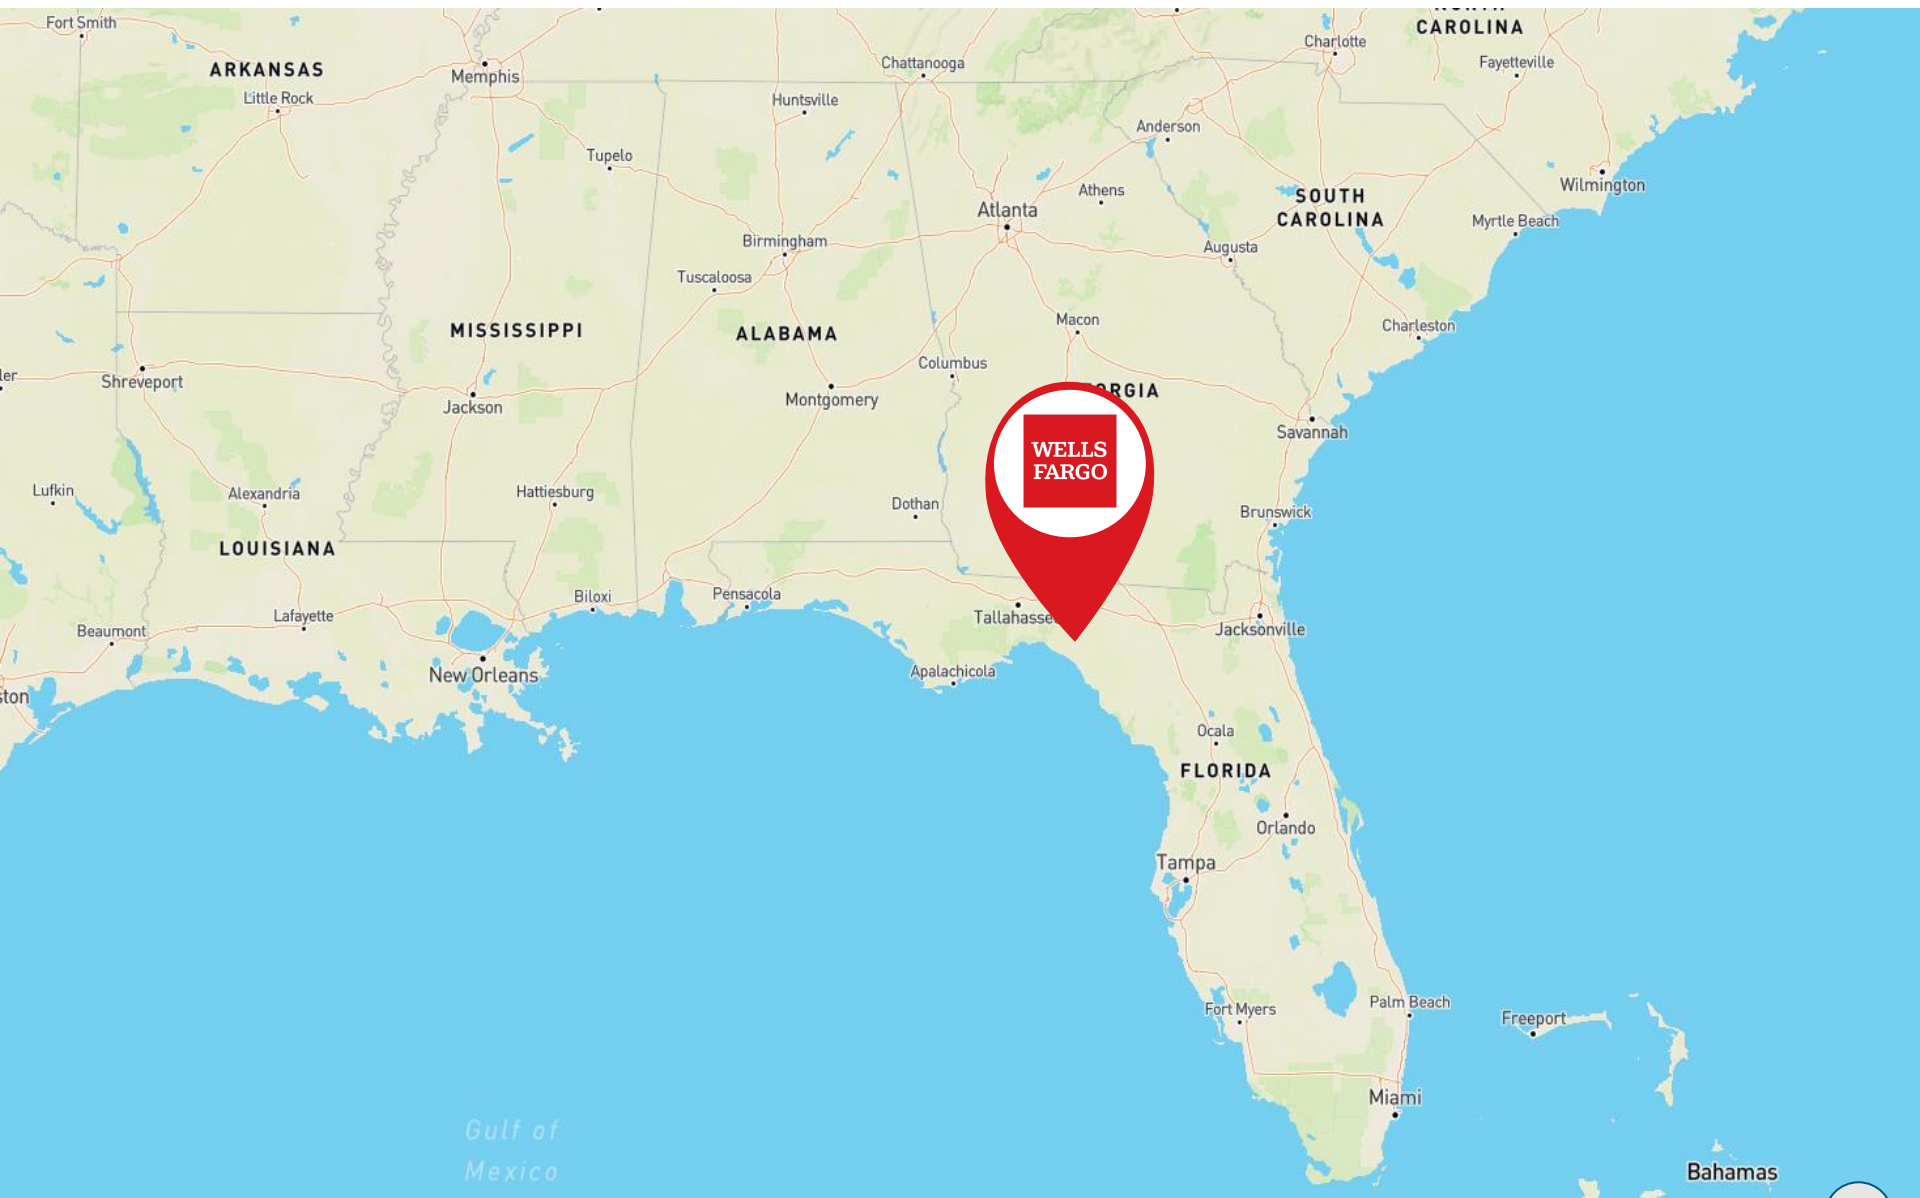 CAROLINA
Fort Smith
Charlotte
ARKANSAS
Memphis
Chattanooga
Fayetteville
Little Rock
Huntsville
Anderson
Tupelo
Athens
Wilmington
SOUTH
CAROLINA
Atlanta
Myrtle Beach
Birmingham
Augusta
Tuscaloosa
MISSISSIPPI
ALABAMA
Macon
Charleston
Columbus
ler
Shreveport
ORGIA
Jackson
Montgomery
Savannah
WELLS
FARGO
Lufkin
Alexandria
Hattiesburg
Dothan
Brunswick
LOUISIANA
Biloxi
Pensacola
Lafayette
Tallahasse
Beaumont
Jacksonville
New Orleans
Apalachicola
ston
Ocala
FLORIDA
Orlando
Tampa
Fort Myers
Palm Beach
Freeport
Miami
Gulf of
Mexico
Bahamas